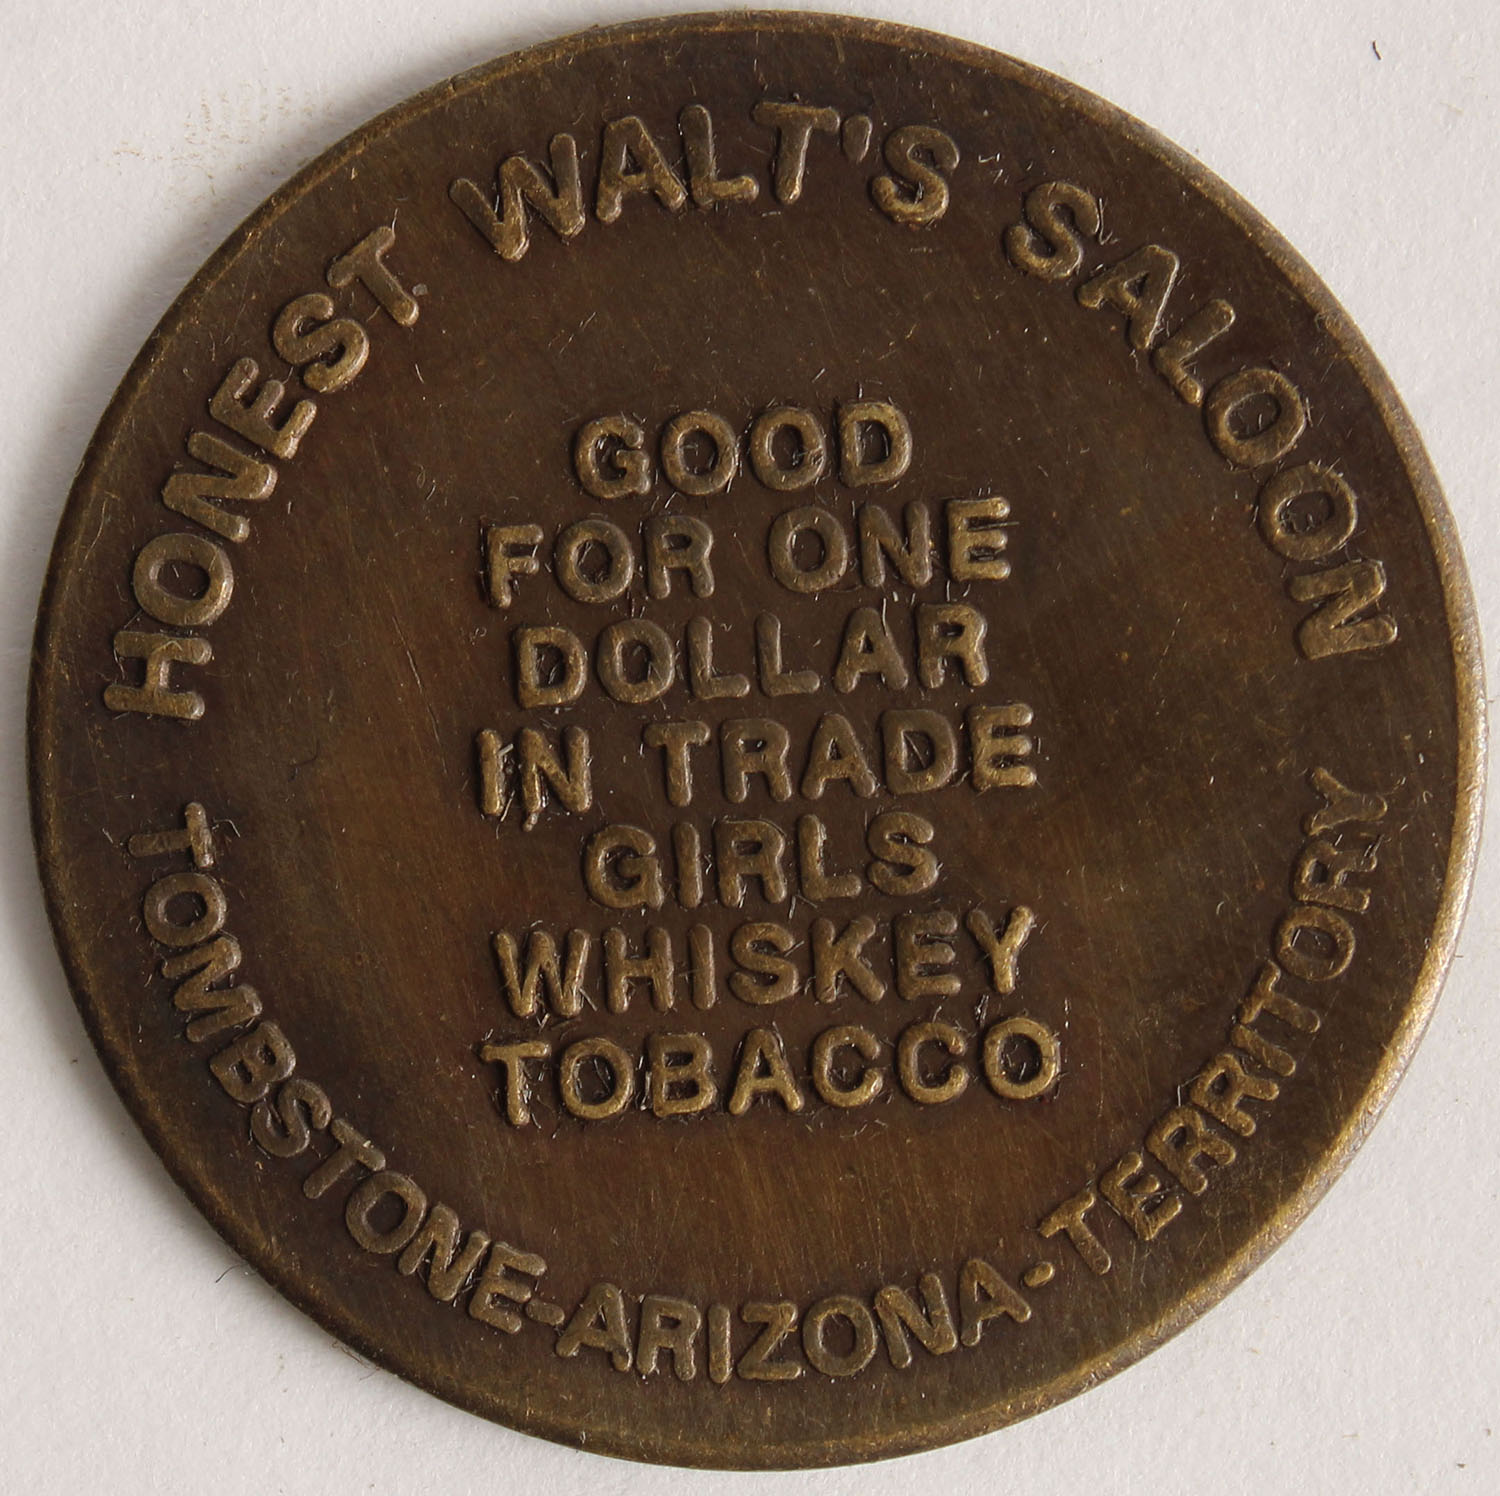 HONEST WALT'S SALOON
GOOD
FOR ONE
DOLLAR
IN TRADE
GIRLS
WHISKEY
TOBACCO
TOMBSTONE-ARIZONA-TERRITORY